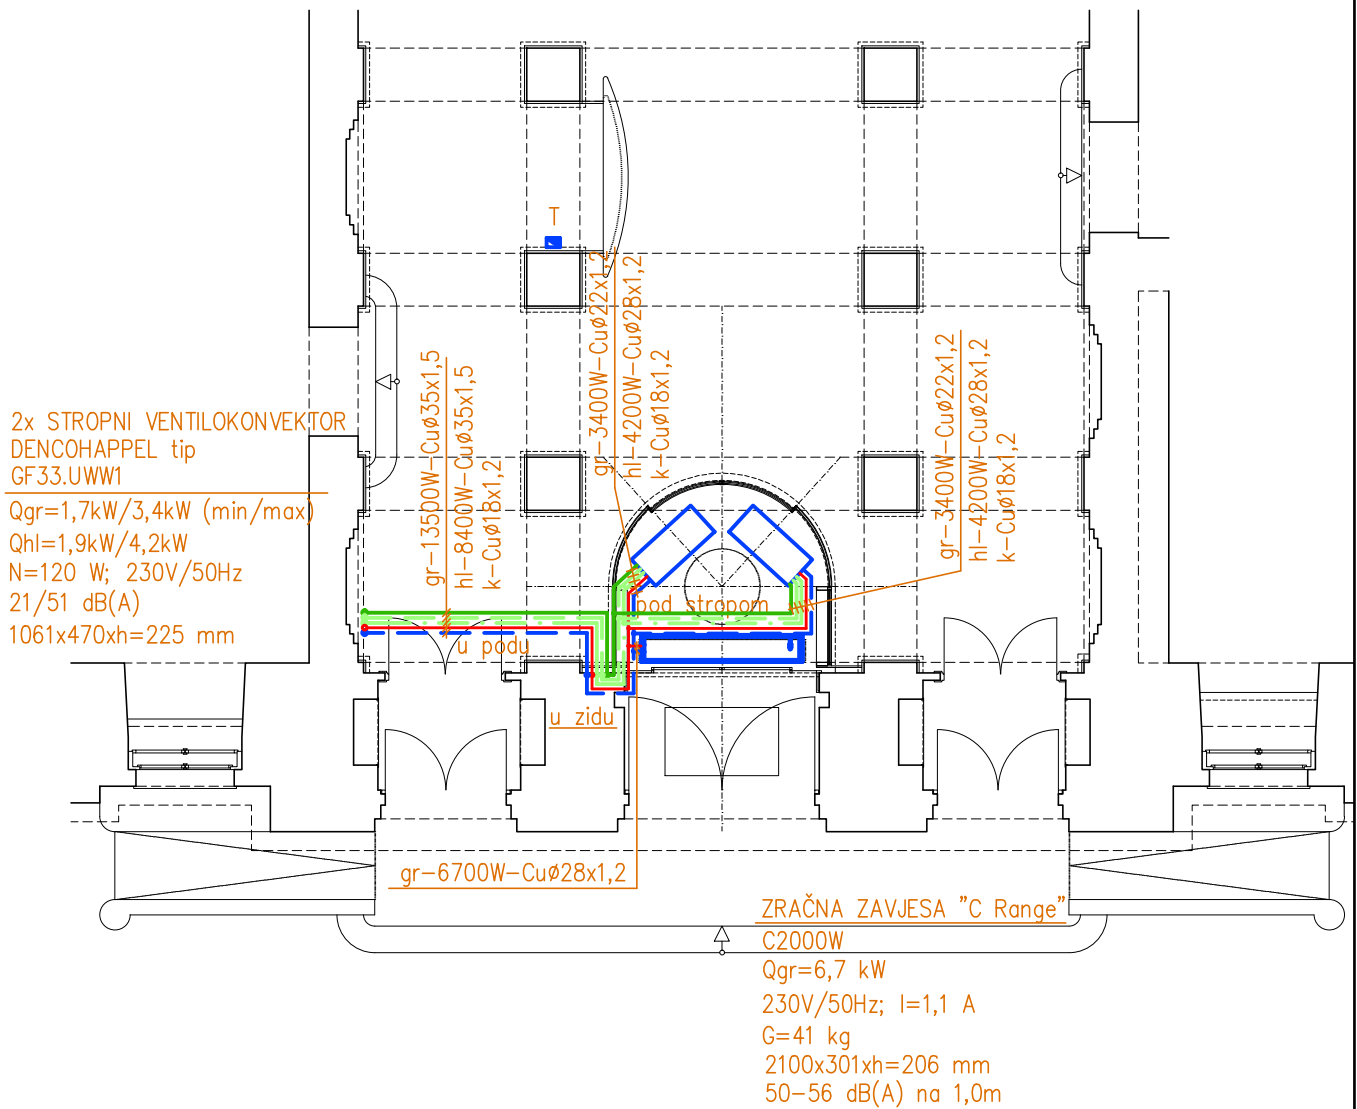 T
gr-3400W-Cuø22x1,2
hl-4200W-Cuø28x1,2
k-Cuø18x1,2
gr-13500W-Cuø35x1,5
hl-8400W-Cuø35x1,5
k-Cuø18x1,2
gr-3400W-Cuø22x1,2
hl-4200W-Cuø28x1,2
k-Cuø18x1,2
2x STROPNI VENTILOKONVEKTOR
DENCOHAPPEL tip
GF33.UWW1
Qgr=1,7kW/3,4kW (min/max)
Qhl=1,9kW/4,2kW
N=120 W; 230V/50Hz
21/51 dB(A)
1061x470xh=225 mm
pod stropom
u podu
u zidu
gr-6700W-Cuø28x1,2
ZRAČNA ZAVJESA "C Range"
C2000W
Qgr=6,7 kW
230V/50Hz; I=1,1 A
G=41 kg
2100x301xh=206 mm
50-56 dB(A) na 1,0m